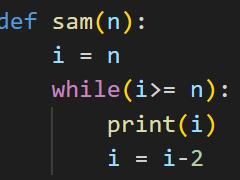 def sam(n):
    i = n
    while(i>= n):
        print(i)
        i = i-2